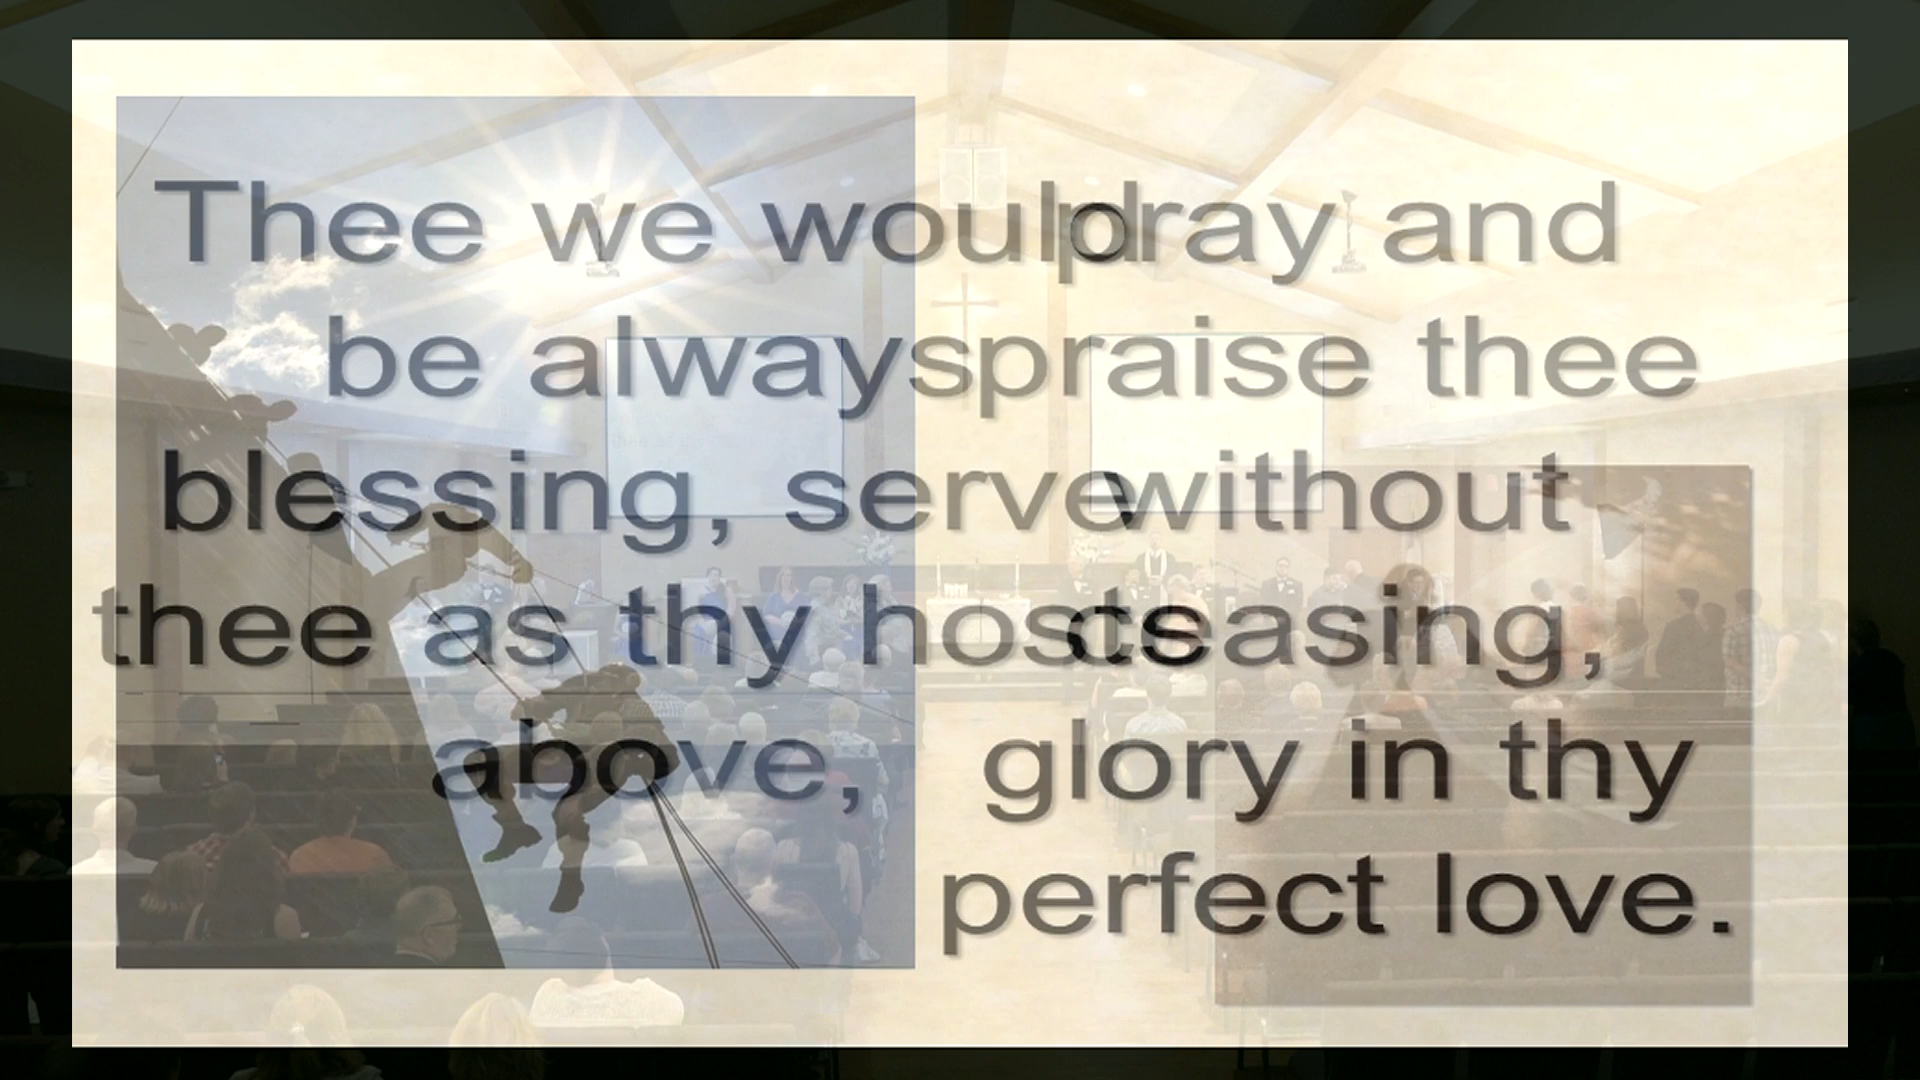 Thee we would
be always
blessing, serve
thee as thy hosts
above,
pray and
praise thee
without
ceasing,
glory in thy
perfect love.